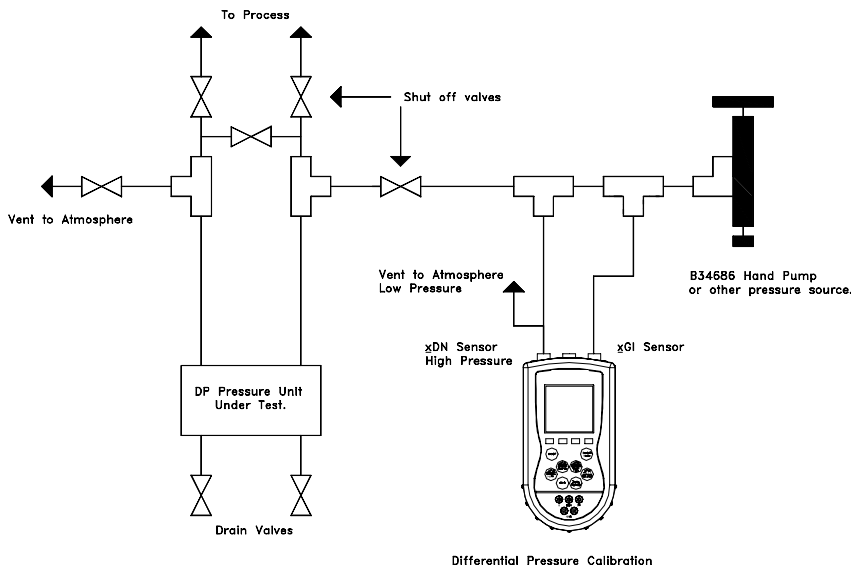 To Process
Shut off valves
Vent to Atmosphere
Vent to Atmosphere
Low Pressure
B34686 Hand Pump
or other pressure source.
xDN Sensor
High Pressure
xGI Sensor
DP Pressure Unit
Under Test.
Drain Valves
Differential Pressure Calibration